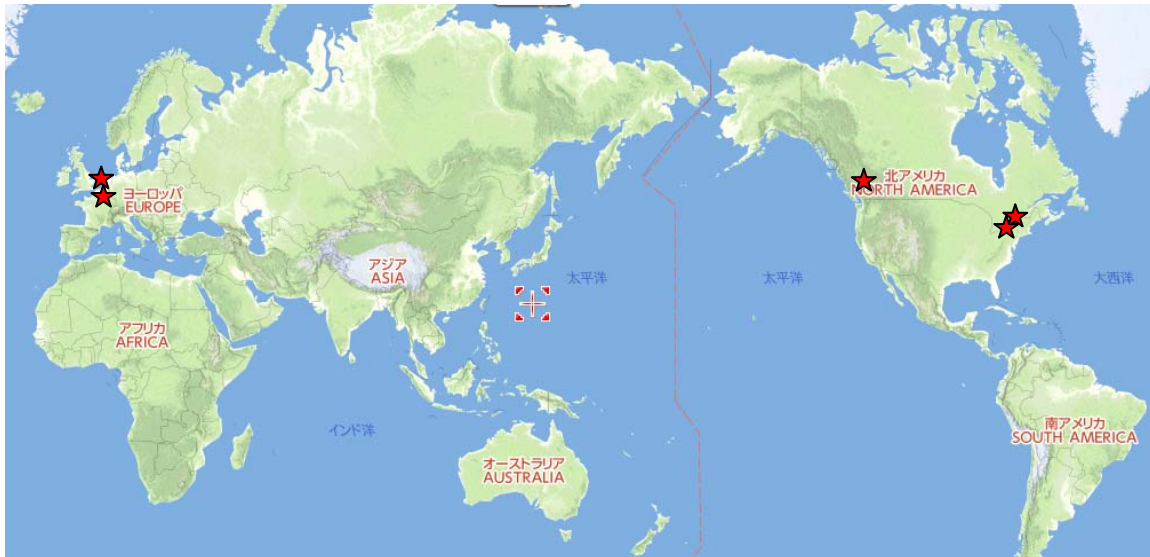 ヨーロッパ
EUROPE
北アメリカ
NORTH AMERICA
アジア
ASIA
太平洋
太平洋
大西洋
アフリカ
AFRICA
インド洋
南アメリカ
SOUTH AMERICA
オーストラリア
AUSTRALIA